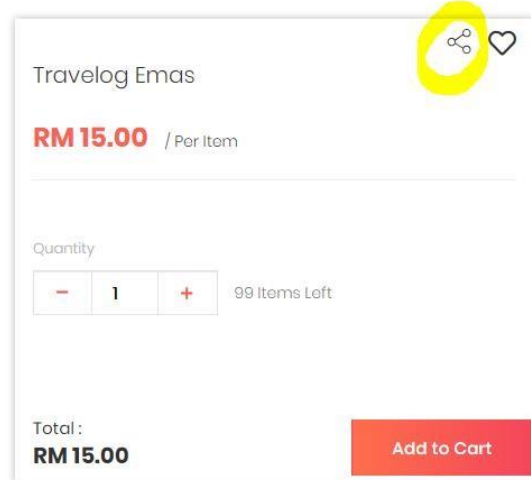 Travelog Emas
RM 15.00 / Per Item
Quantity
− 1 + 99 Items Left
Total :
RM 15.00
Add to Cart